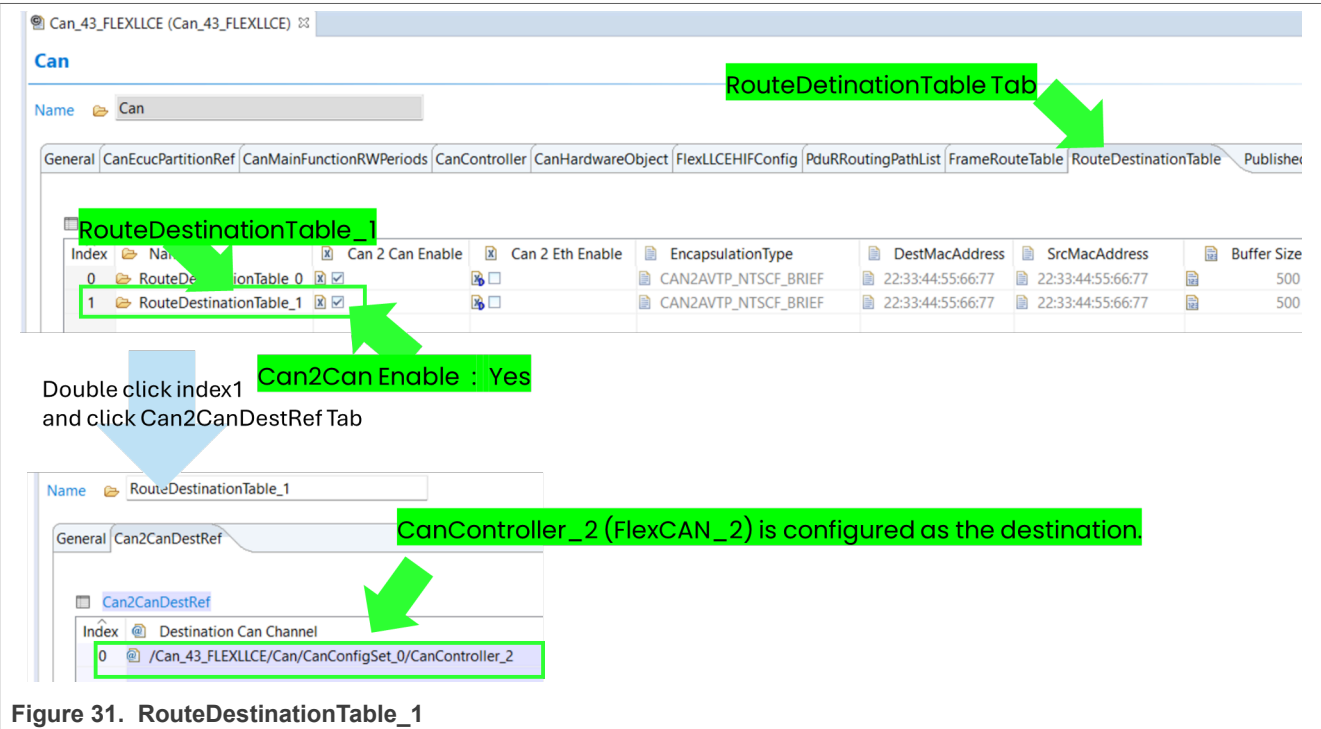 Can_43_FLEXLLCE (Can_43_FLEXLLCE)
Can
RouteDetinationTable Tab
Name Can
General CanEcucPartitionRef CanMainFunctionRWPeriods CanController CanHardwareObject FlexLLCEHIFConfig PduRRoutingPathList FrameRouteTable RouteDestinationTable Published
RouteDestinationTable_1
Index Can 2 Can Enable Can 2 Eth Enable EncapsulationType DestMacAddress SrcMacAddress Buffer Size
0 RouteDestinationTable_0 CAN2AVTP_NTSCF_BRIEF 22:33:44:55:66:77 22:33:44:55:66:77 500
1 RouteDestinationTable_1 CAN2AVTP_NTSCF_BRIEF 22:33:44:55:66:77 22:33:44:55:66:77 500
Can2Can Enable : Yes
Double click index1
and click Can2CanDestRef Tab
Name RouteDestinationTable_1
CanController_2 (FlexCAN_2) is configured as the destination.
General Can2CanDestRef
Can2CanDestRef
Index Destination Can Channel
0 /Can_43_FLEXLLCE/Can/CanConfigSet_0/CanController_2
Figure 31. RouteDestinationTable_1